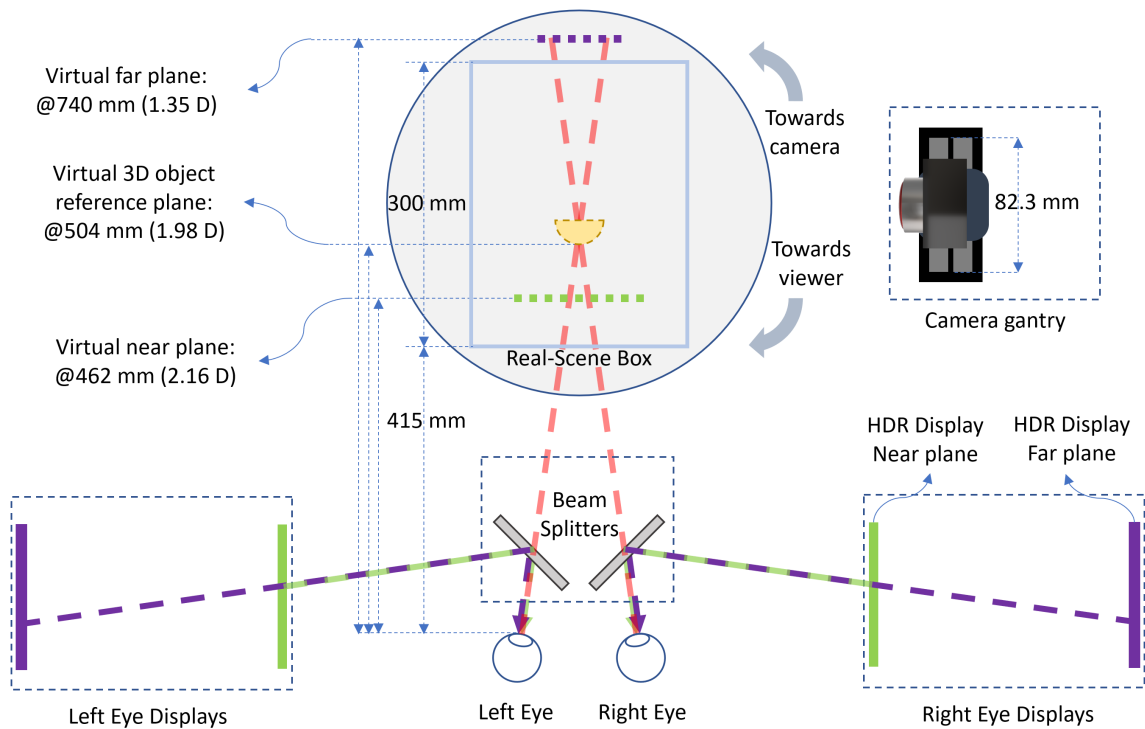 Virtual far plane:
@740 mm (1.35 D)
Virtual 3D object
reference plane:
@504 mm (1.98 D)
Virtual near plane:
@462 mm (2.16 D)
300 mm
415 mm
Real-Scene Box
Towards
camera
Towards
viewer
82.3 mm
Camera gantry
Beam
Splitters
HDR Display
Near plane
HDR Display
Far plane
Left Eye Displays
Left Eye
Right Eye
Right Eye Displays